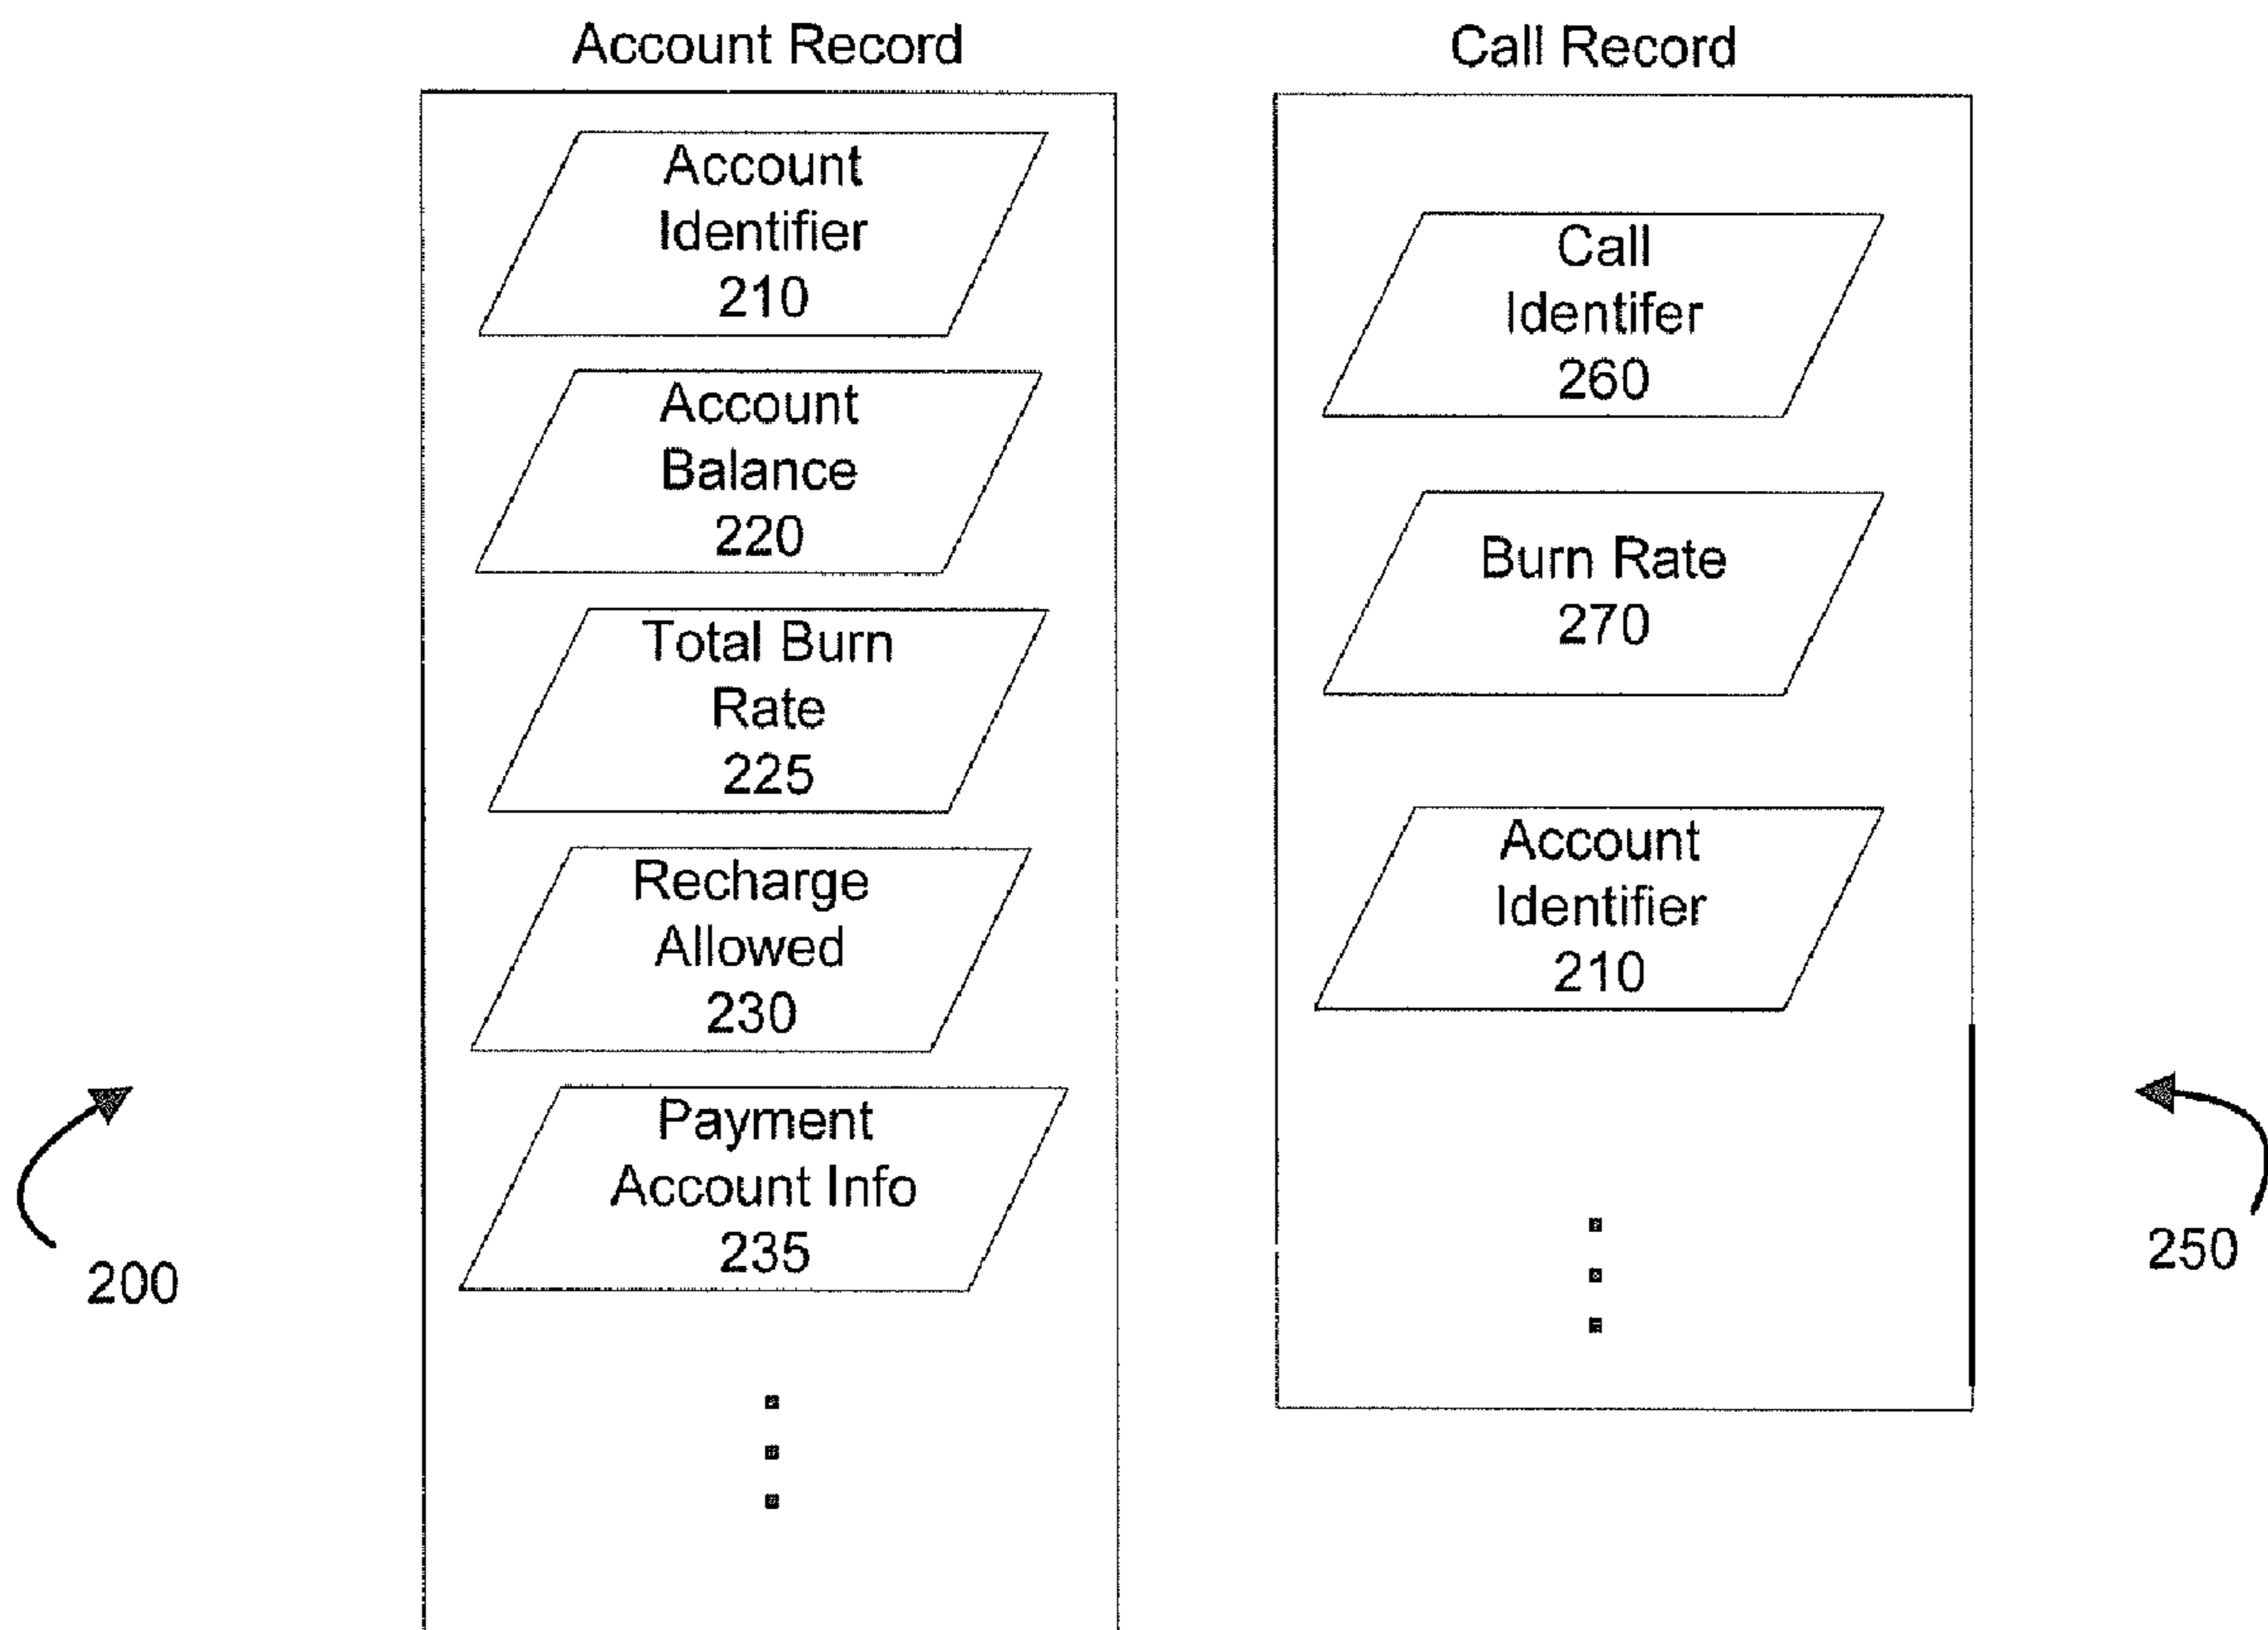 Account Record
Account
Identifier
210
Account
Balance
220
Total Burn
Rate
225
Recharge
Allowed
230
Payment
Account Info
235
200
Call Record
Call
Identifer
260
Burn Rate
270
Account
Identifier
210
250